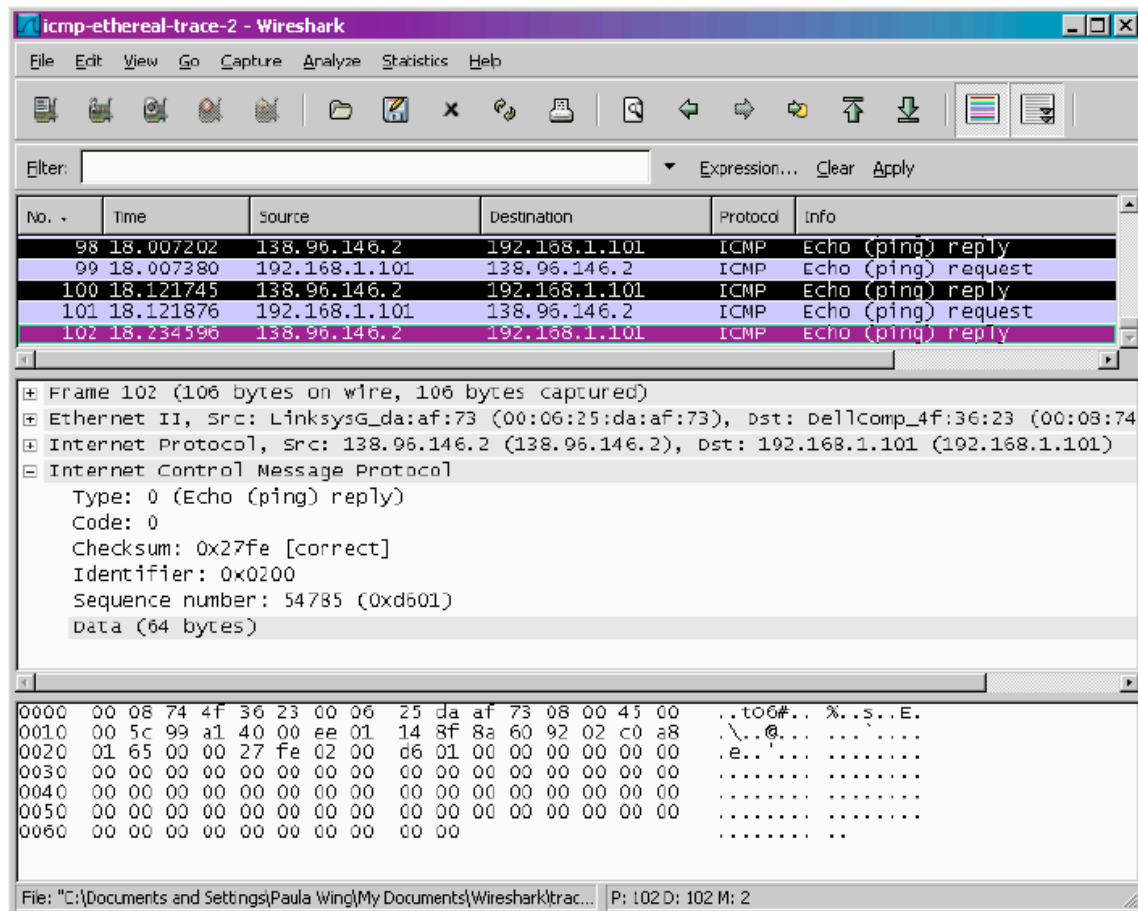 icmp-ethereal-trace-2 - Wireshark
File Edit View Go Capture Analyze Statistics Help
Filter: Expression... Clear Apply
No. Time Source Destination Protocol Info
98 18.007202 138.96.146.2 192.168.1.101 ICMP Echo (ping) reply
99 18.007380 192.168.1.101 138.96.146.2 ICMP Echo (ping) request
100 18.121745 138.96.146.2 192.168.1.101 ICMP Echo (ping) reply
101 18.121876 192.168.1.101 138.96.146.2 ICMP Echo (ping) request
102 18.234596 138.96.146.2 192.168.1.101 ICMP Echo (ping) reply
Frame 102 (106 bytes on wire, 106 bytes captured)
Ethernet II, Src: LinksysG_da:af:73 (00:06:25:da:af:73), Dst: DellComp_4f:36:23 (00:08:74
Internet Protocol, Src: 138.96.146.2 (138.96.146.2), Dst: 192.168.1.101 (192.168.1.101)
Internet Control Message Protocol
Type: 0 (Echo (ping) reply)
Code: 0
Checksum: 0x27fe [correct]
Identifier: 0x0200
Sequence number: 54785 (0xd601)
Data (64 bytes)
0000 00 08 74 4f 36 23 00 06 25 da af 73 08 00 45 00 ..tO6#.. %..s..E.
0010 00 5c 99 a1 40 00 ee 01 14 8f 8a 60 92 02 c0 a8 .\..@... ...`....
0020 01 65 00 00 27 fe 02 00 d6 01 00 00 00 00 00 00 .e..'... ........
0030 00 00 00 00 00 00 00 00 00 00 00 00 00 00 00 00 ........ ........
0040 00 00 00 00 00 00 00 00 00 00 00 00 00 00 00 00 ........ ........
0050 00 00 00 00 00 00 00 00 00 00 00 00 00 00 00 00 ........ ........
0060 00 00 00 00 00 00 00 00 00 00 ........ ..
File: "C:\Documents and Settings\Paula Wing\My Documents\Wireshark\trac... P: 102 D: 102 M: 2